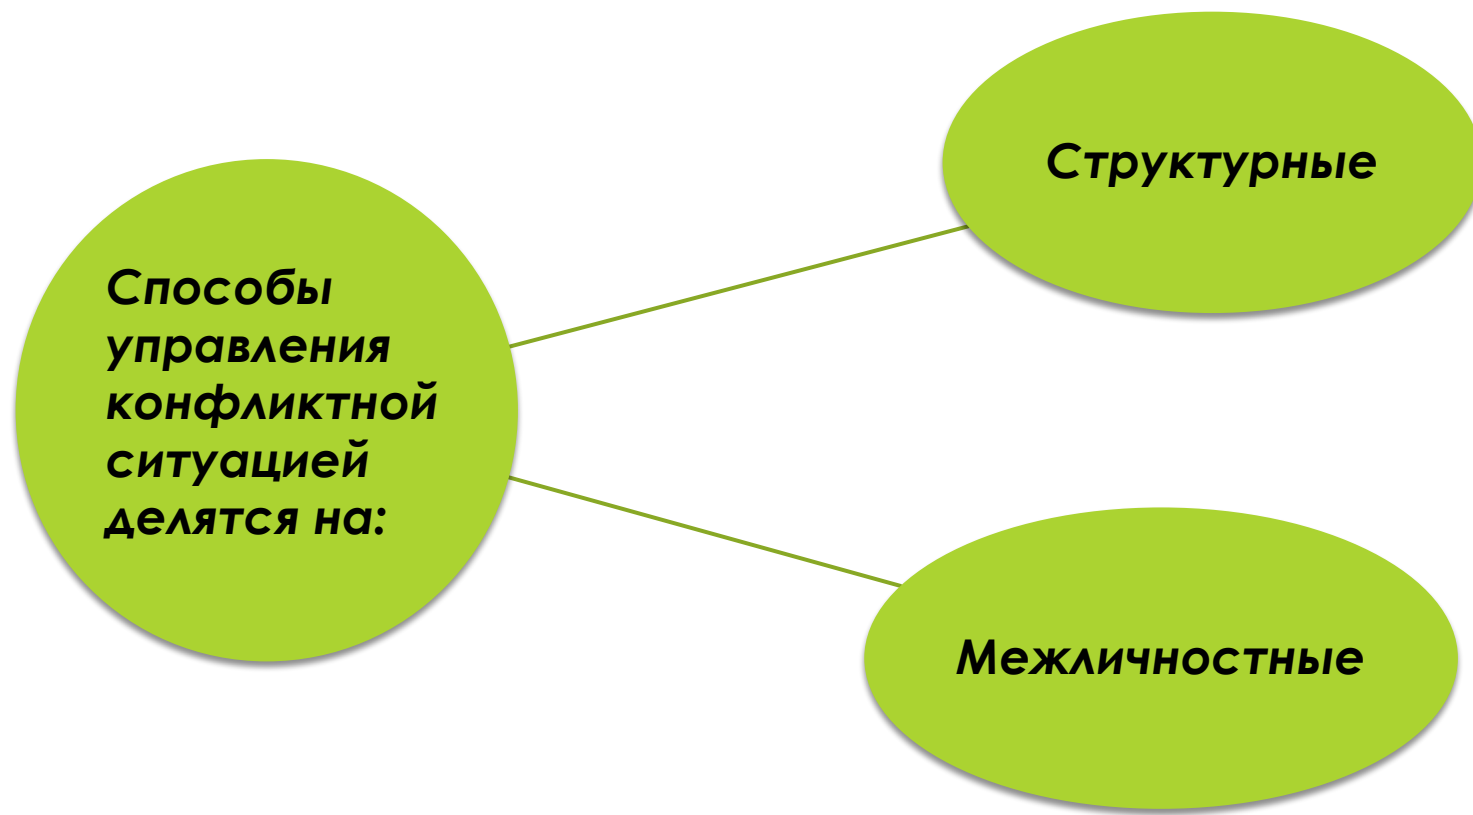 Способы
управления
конфликтной
ситуацией
делятся на:
Структурные
Межличностные